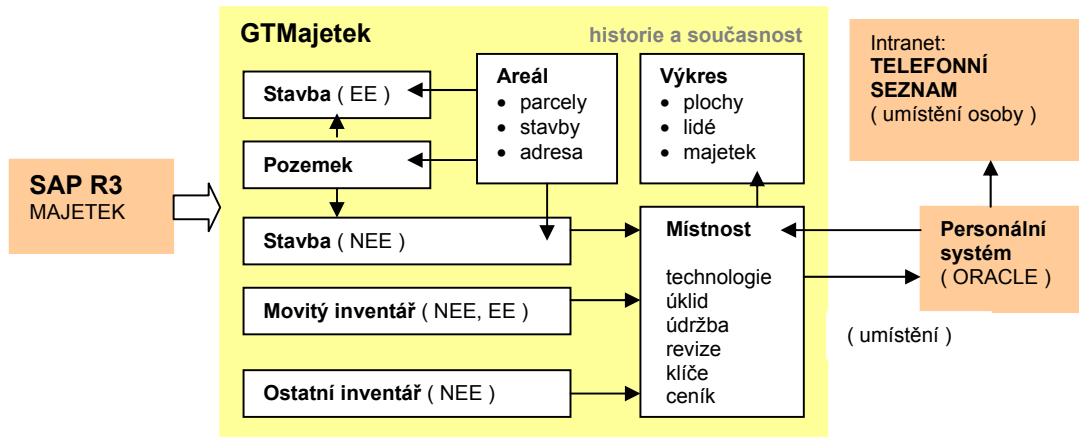 SAP R3
MAJETEK
GTMajetek
historie a současnost
Stavba ( EE )
Pozemek
Stavba ( NEE )
Movitý inventář ( NEE, EE )
Ostatní inventář ( NEE )
Areál
• parcely
• stavby
• adresa
Výkres
• plochy
• lidé
• majetek
Místnost
technologie
úklid
údržba
revize
klíče
ceník
Intranet:
TELEFONNÍ
SEZNAM
( umístění osoby )
Personální
systém
( ORACLE )
( umístění )